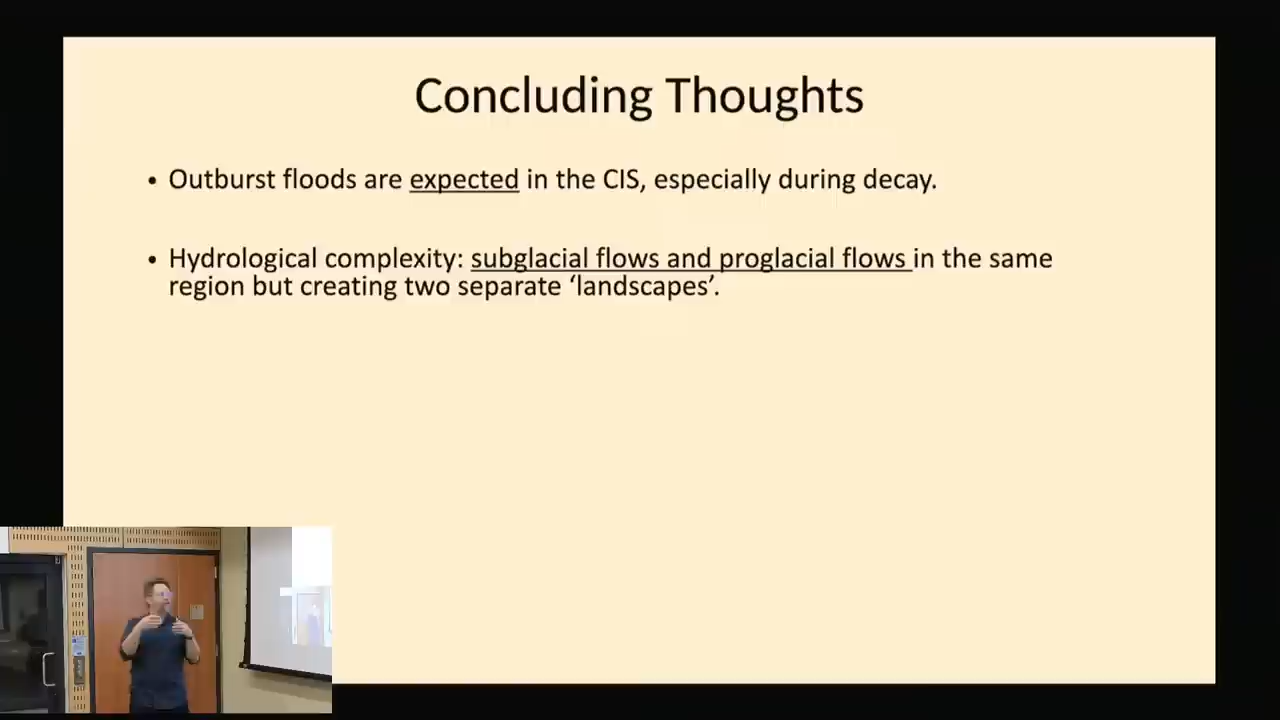 Concluding Thoughts
• Outburst floods are expected in the CIS, especially during decay.
• Hydrological complexity: subglacial flows and proglacial flows in the same
region but creating two separate ‘landscapes’.